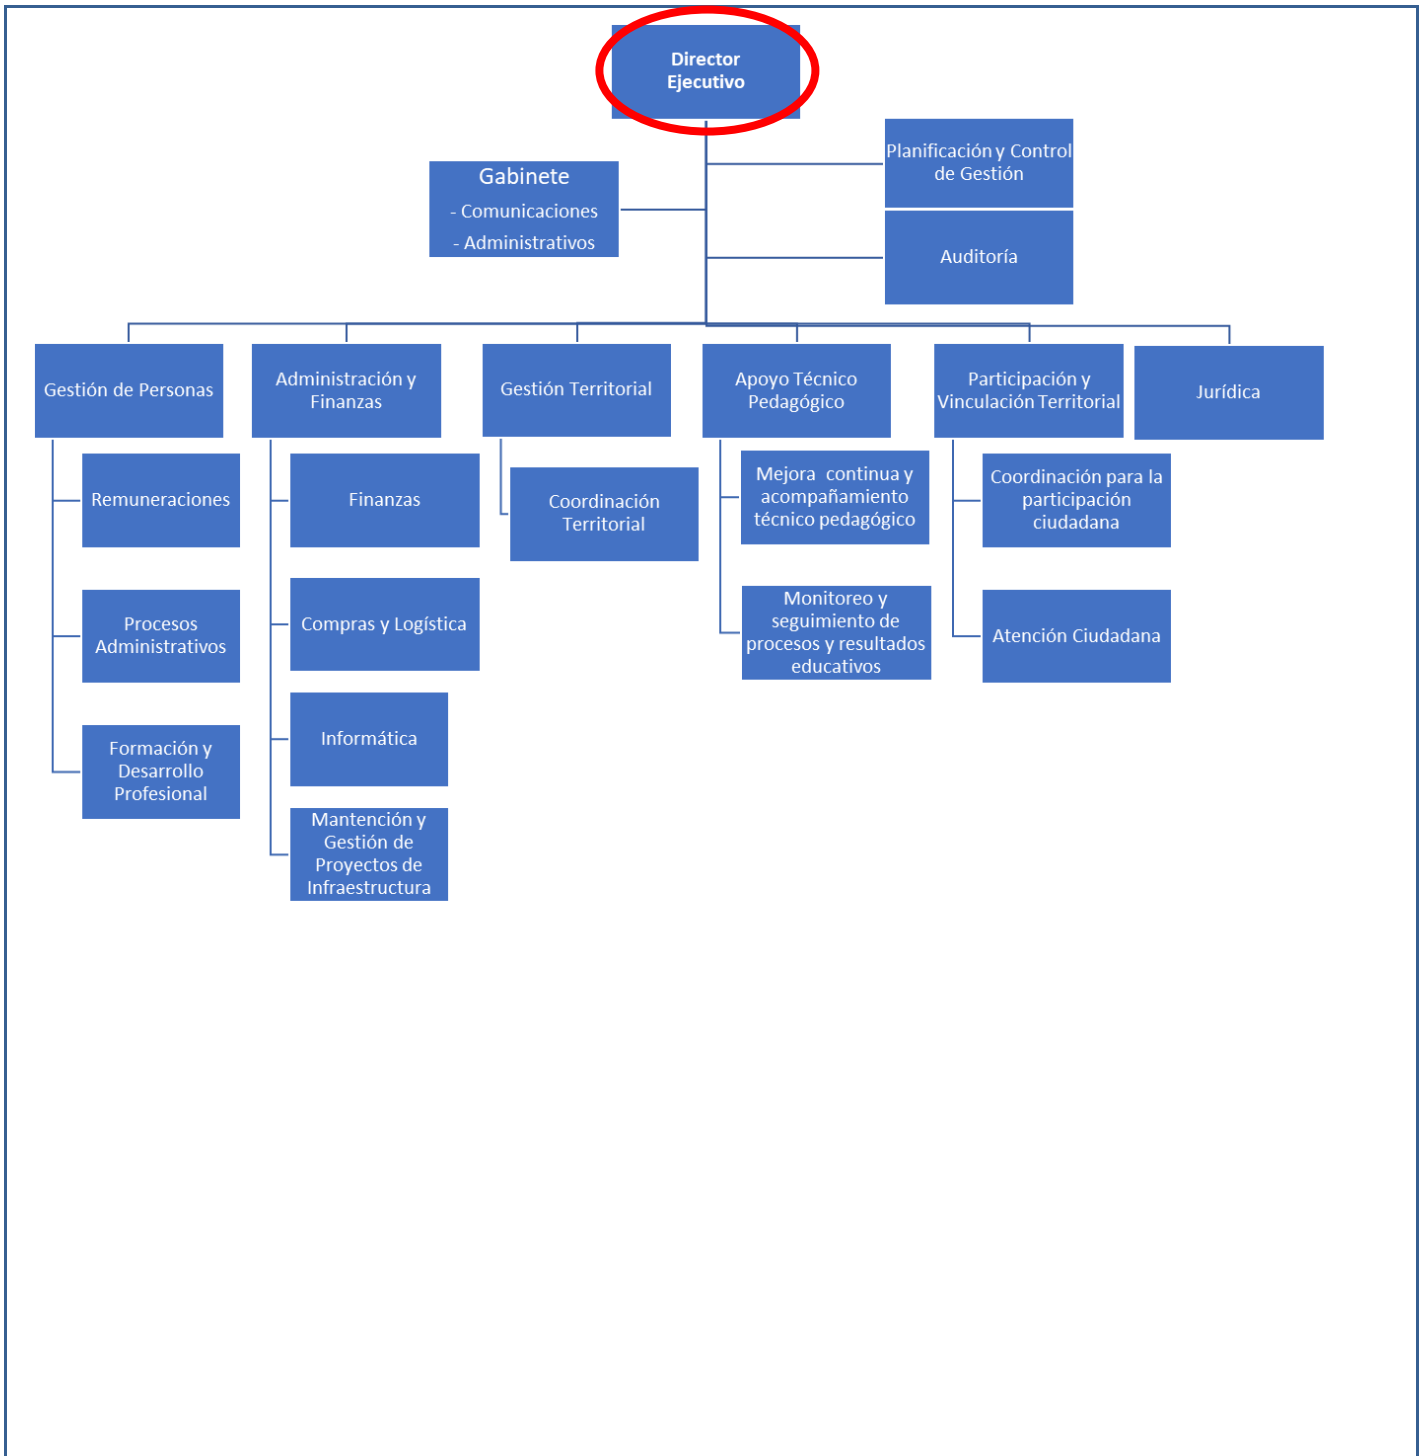 Director
Ejecutivo
Planificación y Control
de Gestión
Gabinete
- Comunicaciones
- Administrativos
Auditoría
Gestión de Personas
Administración y
Finanzas
Gestión Territorial
Apoyo Técnico
Pedagógico
Participación y
Vinculación Territorial
Jurídica
Remuneraciones
Procesos
Administrativos
Formación y
Desarrollo
Profesional
Finanzas
Compras y Logística
Informática
Mantención y
Gestión de
Proyectos de
Infraestructura
Coordinación
Territorial
Mejora  continua y
acompañamiento
técnico pedagógico
Monitoreo y
seguimiento de
procesos y resultados
educativos
Coordinación para la
participación
ciudadana
Atención Ciudadana